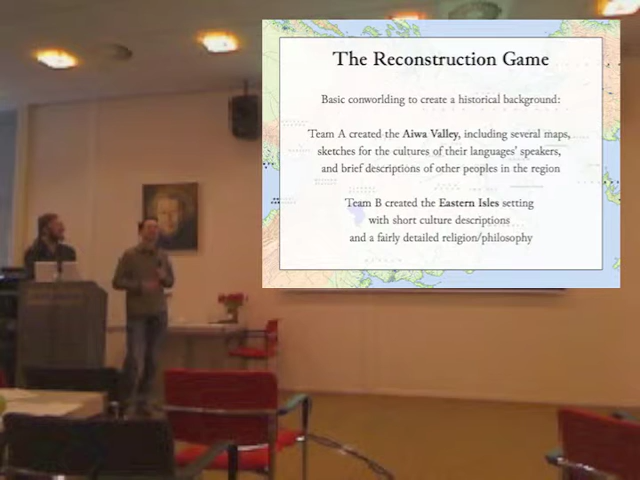 The Reconstruction Game
Basic conworlding to create a historical background:
Team A created the Aiwa Valley, including several maps,
sketches for the cultures of their languages' speakers,
and brief descriptions of other peoples in the region
Team B created the Eastern Isles setting
with short culture descriptions
and a fairly detailed religion/philosophy